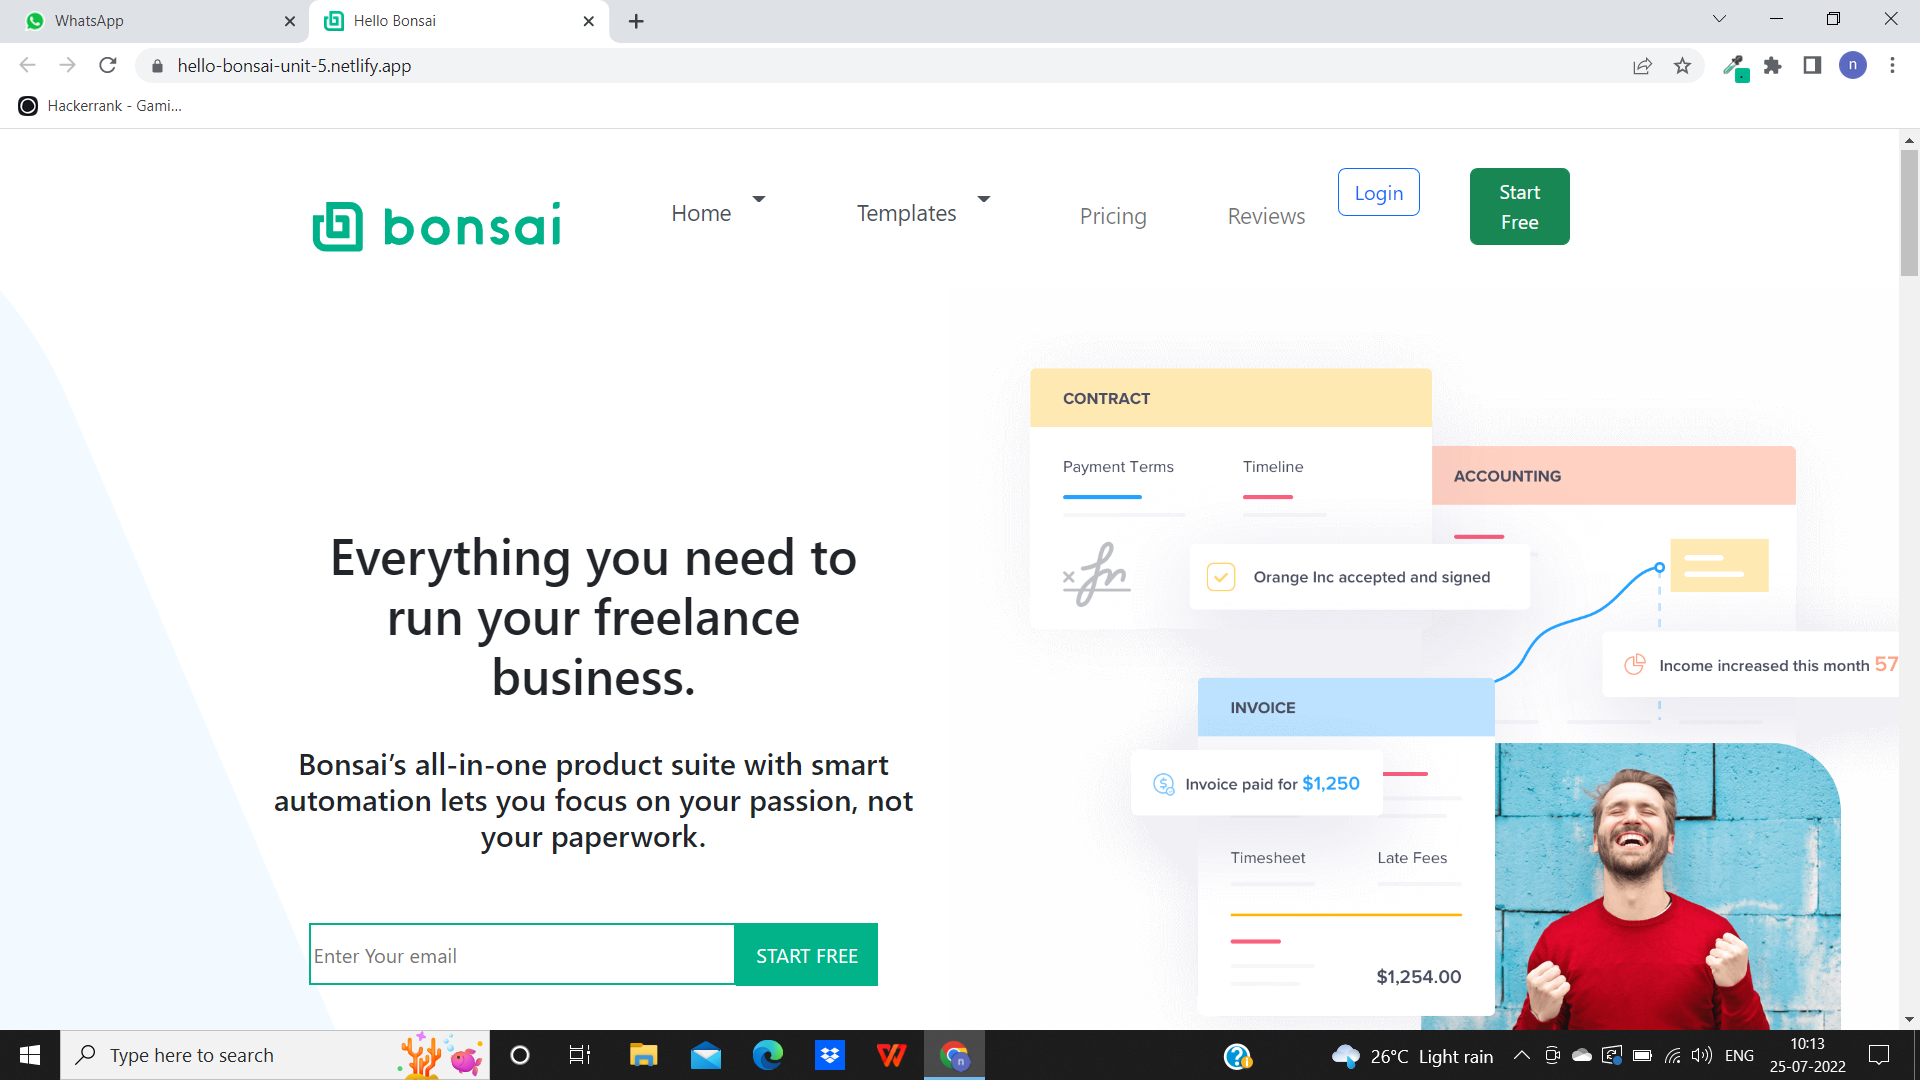 WhatsApp
Hello Bonsai
hello-bonsai-unit-5.netlify.app
n
Hackerrank - Gami...
bonsai
Home
Templates
Pricing
Reviews
Login
Start
Free
CONTRACT
Payment Terms
Timeline
Orange Inc accepted and signed
ACCOUNTING
Income increased this month 57
INVOICE
Invoice paid for $1,250
Timesheet
Late Fees
$1,254.00
Everything you need to
run your freelance
business.
Bonsai’s all-in-one product suite with smart
automation lets you focus on your passion, not
your paperwork.
Enter Your email
START FREE
Type here to search
n
26°C Light rain
ENG
10:13
25-07-2022